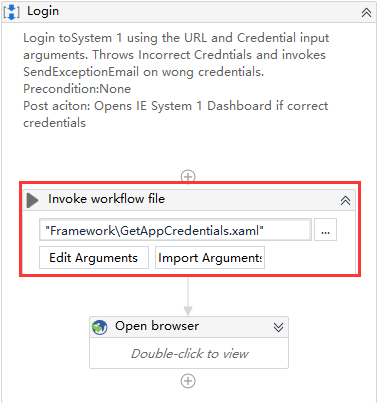 Login
Login toSystem 1 using the URL and Credential input
arguments. Throws Incorrect Credntials and invokes
SendExceptionEmail on wong credentials.
Precondition:None
Post aciton: Opens IE System 1 Dashboard if correct
credentials
Invoke workflow file
"Framework\GetAppCredentials.xaml"
...
Edit Arguments
Import Arguments
Open browser
Double-click to view